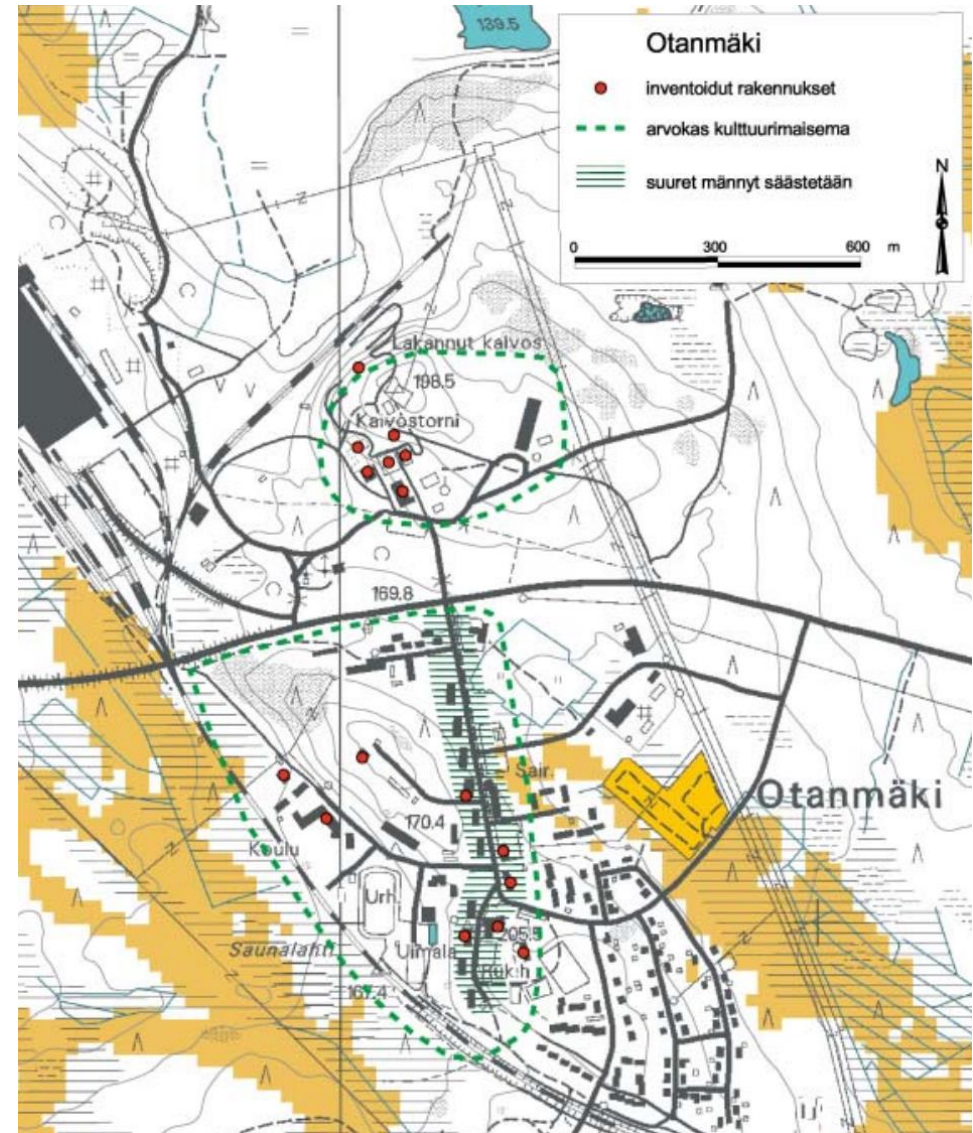 139.5
Otanmäki
inventoidut rakennukset
arvokas kulttuurimaisema
suuret männyt säästetään
N
0 300 600 m
Lakannut kaivos
198.5
Kaivostorni
169.8
Sair.
Otanmäki
170.4
Koulu
Urh.
Saunalahti
Uimala
205.5
Ruk.h
167.4